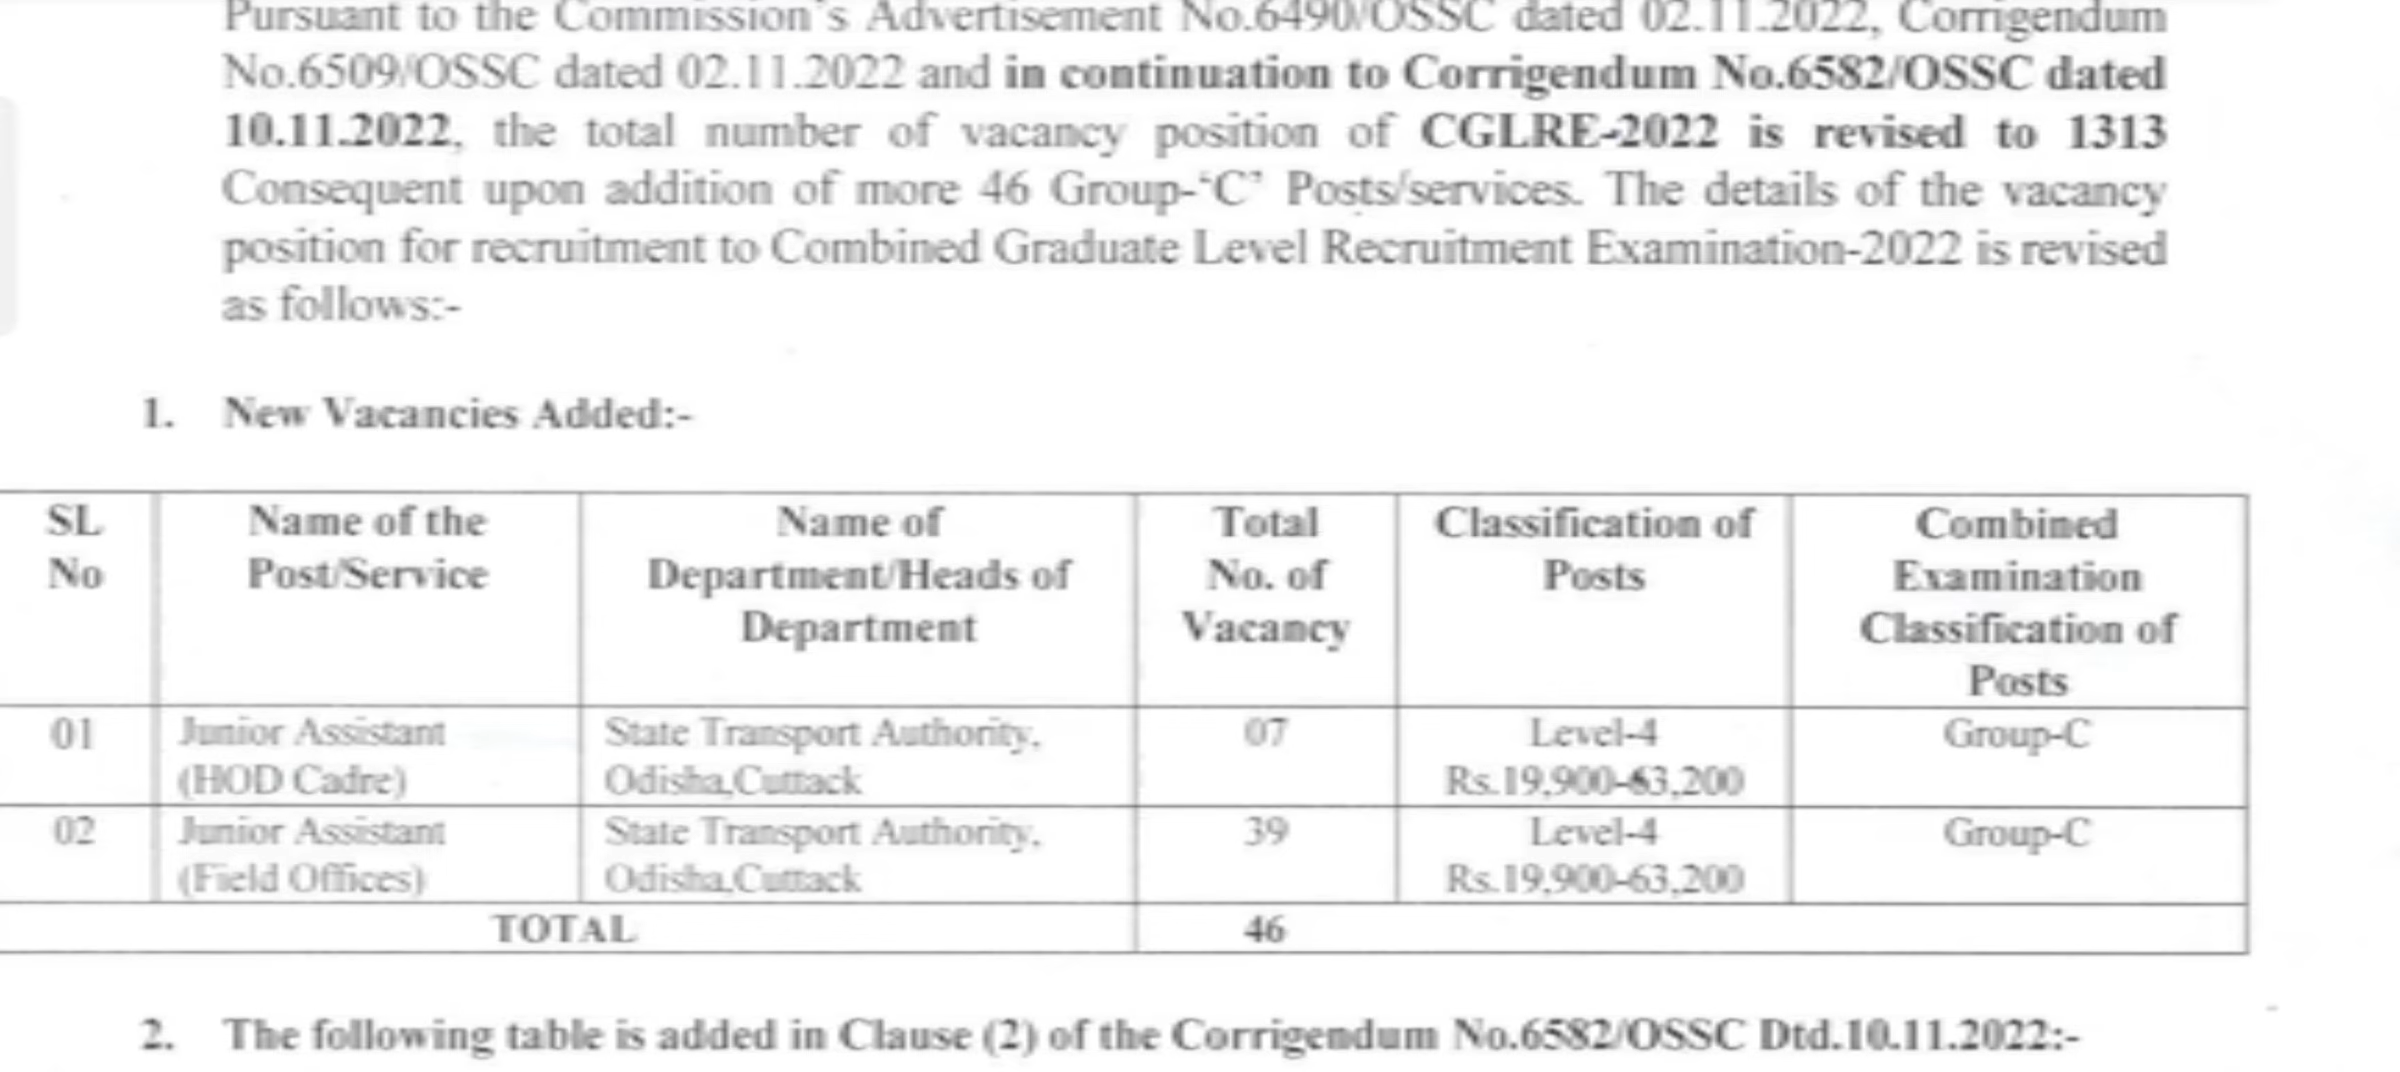 Pursuant to the Commission's Advertisement No.6490/OSSC dated 02.11.2022, Corrigendum
No.6509/OSSC dated 02.11.2022 and in continuation to Corrigendum No.6582/OSSC dated
10.11.2022, the total number of vacancy position of CGLRE-2022 is revised to 1313
Consequent upon addition of more 46 Group-'C' Posts/services. The details of the vacancy
position for recruitment to Combined Graduate Level Recruitment Examination-2022 is revised
as follows:-
1. New Vacancies Added:-
SL No Name of the Post/Service Name of Department/Heads of Department Total No. of Vacancy Classification of Posts Combined Examination Classification of Posts
01 Junior Assistant (HOD Cadre) State Transport Authority, Odisha,Cuttack 07 Level-4 Rs.19,900-63,200 Group-C
02 Junior Assistant (Field Offices) State Transport Authority, Odisha,Cuttack 39 Level-4 Rs.19,900-63,200 Group-C
TOTAL 46
2. The following table is added in Clause (2) of the Corrigendum No.6582/OSSC Dtd.10.11.2022:-